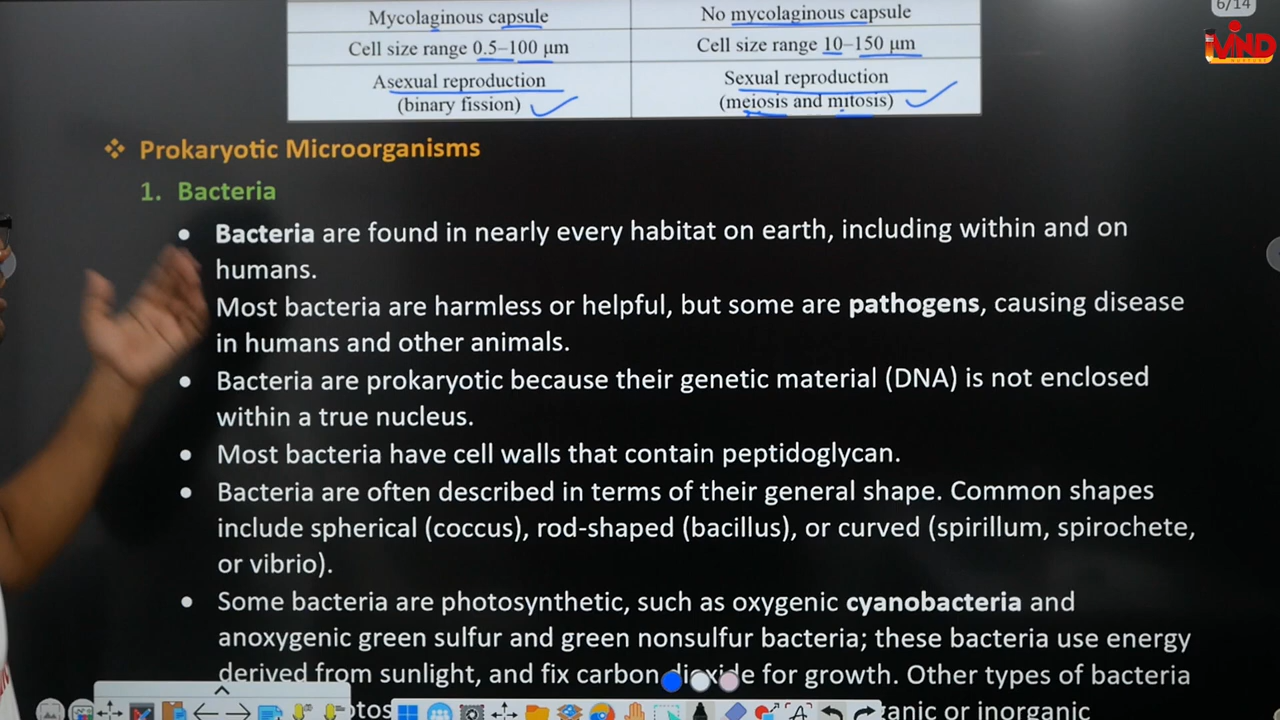 6/14
MIND
Mycolaginous capsule
No mycolaginous capsule
Cell size range 0.5–100 μm
Cell size range 10–150 μm
Asexual reproduction
(binary fission)
Sexual reproduction
(meiosis and mitosis)
❖ Prokaryotic Microorganisms
1. Bacteria
• Bacteria are found in nearly every habitat on earth, including within and on
humans.
Most bacteria are harmless or helpful, but some are pathogens, causing disease
in humans and other animals.
• Bacteria are prokaryotic because their genetic material (DNA) is not enclosed
within a true nucleus.
• Most bacteria have cell walls that contain peptidoglycan.
• Bacteria are often described in terms of their general shape. Common shapes
include spherical (coccus), rod-shaped (bacillus), or curved (spirillum, spirochete,
or vibrio).
• Some bacteria are photosynthetic, such as oxygenic cyanobacteria and
anoxygenic green sulfur and green nonsulfur bacteria; these bacteria use energy
derived from sunlight, and fix carbon dioxide for growth. Other types of bacteria
or inorganic